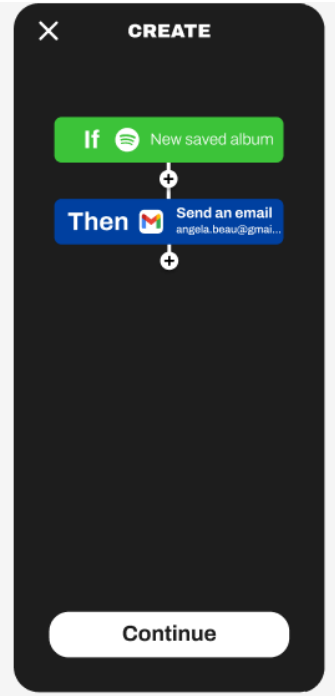 CREATE
If New saved album
Then Send an email
angela.beau@gmai...
Continue